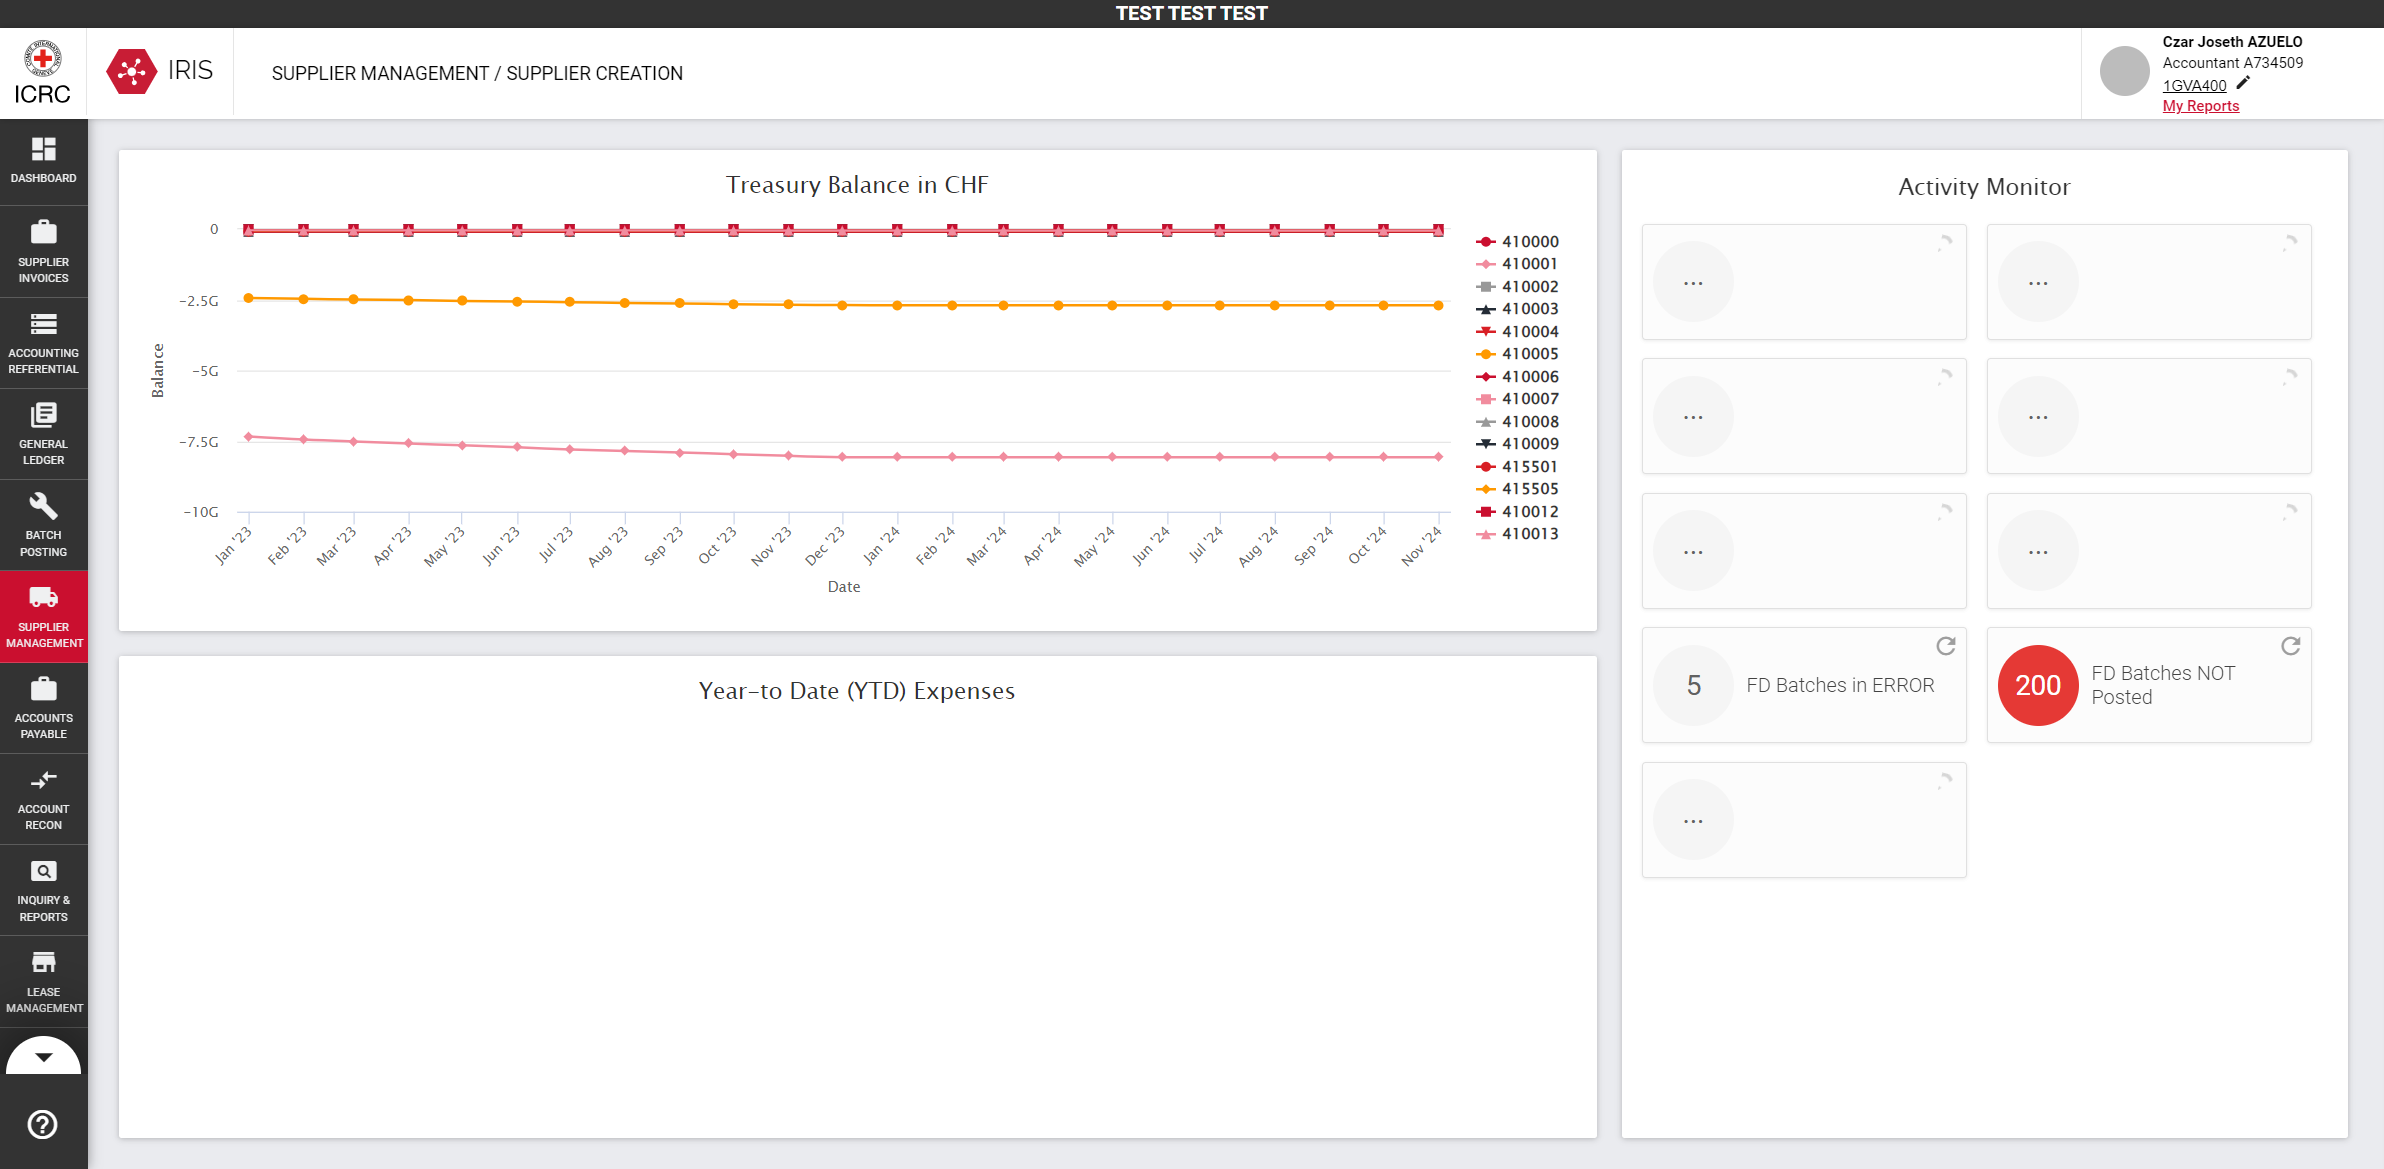 TEST TEST TEST
ICRC
IRIS
SUPPLIER MANAGEMENT / SUPPLIER CREATION
Czar Joseth AZUELO
Accountant A734509
1GVA400
My Reports
DASHBOARD
SUPPLIER
INVOICES
ACCOUNTING
REFERENTIAL
GENERAL
LEDGER
BATCH
POSTING
SUPPLIER
MANAGEMENT
ACCOUNTS
PAYABLE
ACCOUNT
RECON
INQUIRY &
REPORTS
LEASE
MANAGEMENT
Treasury Balance in CHF
Balance
0
−2.5G
−5G
−7.5G
−10G
Jan '23
Feb '23
Mar '23
Apr '23
May '23
Jun '23
Jul '23
Aug '23
Sep '23
Oct '23
Nov '23
Dec '23
Jan '24
Feb '24
Mar '24
Apr '24
May '24
Jun '24
Jul '24
Aug '24
Sep '24
Oct '24
Nov '24
Date
410000
410001
410002
410003
410004
410005
410006
410007
410008
410009
415501
415505
410012
410013
Year-to Date (YTD) Expenses
Activity Monitor
...
...
...
...
...
...
5
FD Batches in ERROR
200
FD Batches NOT
Posted
...